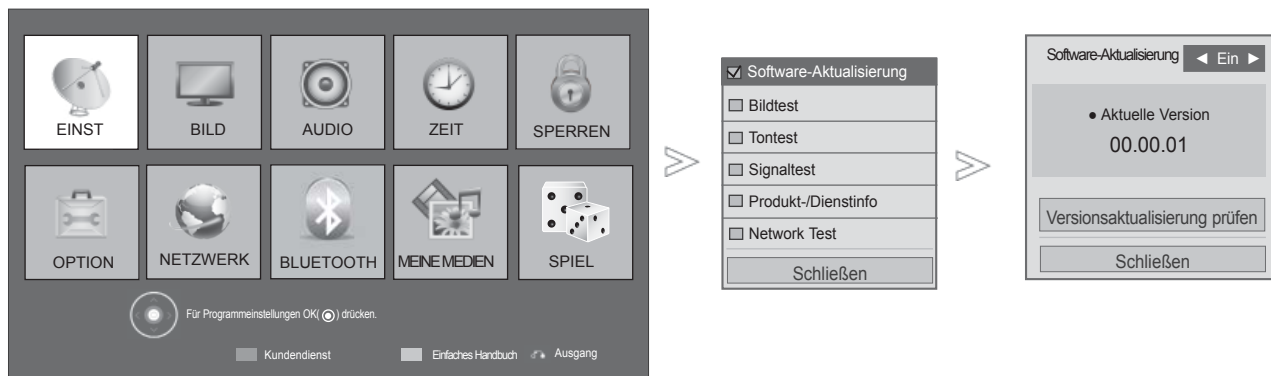 EINST
BILD
AUDIO
ZEIT
SPERREN
OPTION
NETZWERK
BLUETOOTH
MEINE MEDIEN
SPIEL
Für Programmeinstellungen OK( ) drücken.
Kundendienst
Einfaches Handbuch
Ausgang
Software-Aktualisierung
Bildtest
Tontest
Signaltest
Produkt-/Dienstinfo
Network Test
Schließen
Software-Aktualisierung ◄ Ein ►
● Aktuelle Version
00.00.01
Versionsaktualisierung prüfen
Schließen